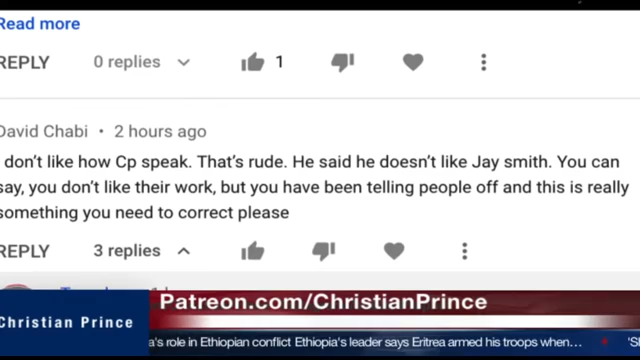 Read more
REPLY 0 replies 1
David Chabi • 2 hours ago
don't like how Cp speak. That's rude. He said he doesn't like Jay smith. You can
say, you don't like their work, but you have been telling people off and this is really
something you need to correct please
REPLY 3 replies
Patreon.com/ChristianPrince
Christian Prince
a's role in Ethiopian conflict Ethiopia's leader says Eritrea armed his troops when... 'S